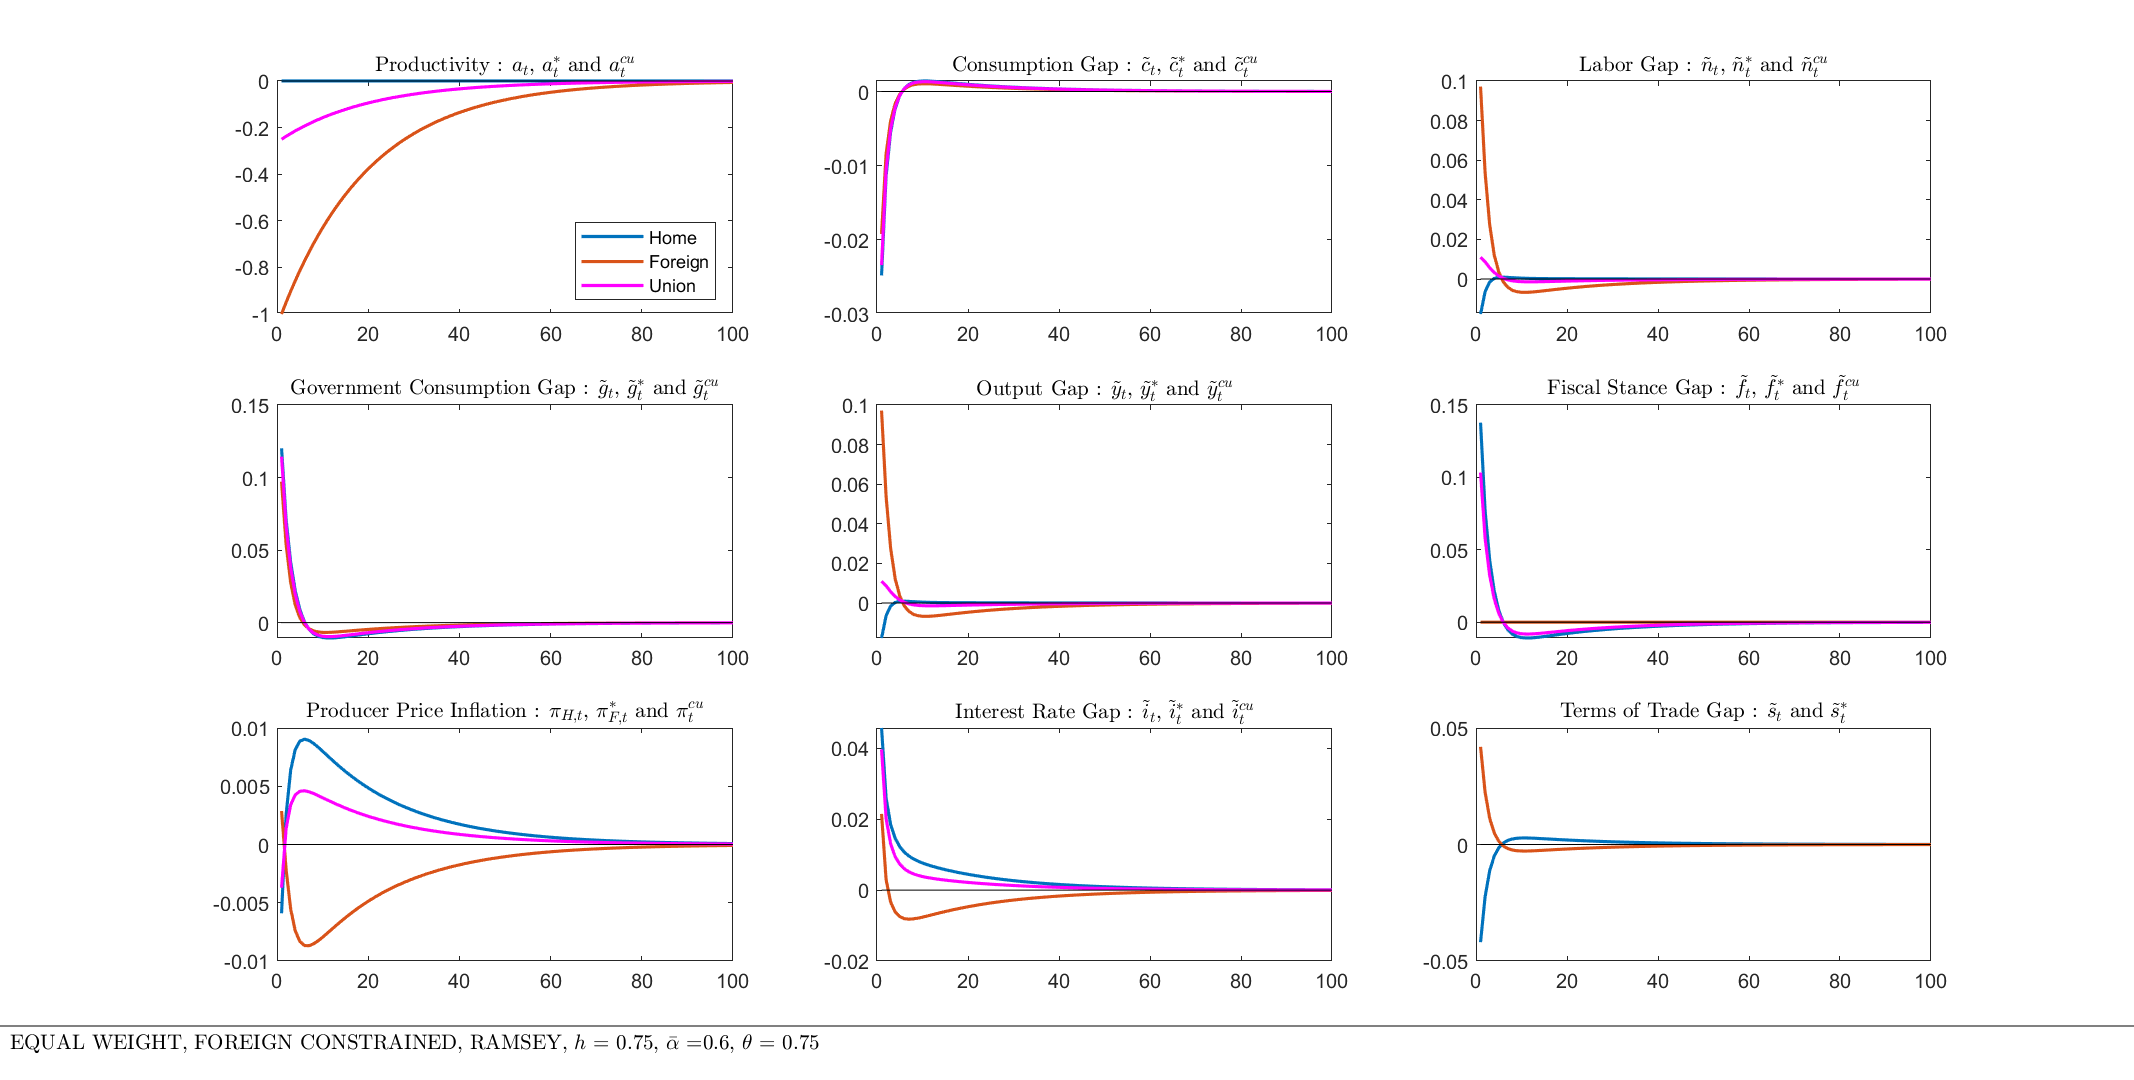 Productivity : a_t, a_t^* and a_t^{cu}
0
-0.2
-0.4
-0.6
-0.8
-1
0 20 40 60 80 100
Home
Foreign
Union
Consumption Gap : c̃_t, c̃_t^* and c̃_t^{cu}
0
-0.01
-0.02
-0.03
0 20 40 60 80 100
Labor Gap : ñ_t, ñ_t^* and ñ_t^{cu}
0.1
0.08
0.06
0.04
0.02
0
0 20 40 60 80 100
Government Consumption Gap : g̃_t, g̃_t^* and g̃_t^{cu}
0.15
0.1
0.05
0
0 20 40 60 80 100
Output Gap : ỹ_t, ỹ_t^* and ỹ_t^{cu}
0.1
0.08
0.06
0.04
0.02
0
0 20 40 60 80 100
Fiscal Stance Gap : f̃_t, f̃_t^* and f̃_t^{cu}
0.15
0.1
0.05
0
0 20 40 60 80 100
Producer Price Inflation : π_{H,t}, π_{F,t}^* and π_t^{cu}
0.01
0.005
0
-0.005
-0.01
0 20 40 60 80 100
Interest Rate Gap : ĩ_t, ĩ_t^* and ĩ_t^{cu}
0.04
0.02
0
-0.02
0 20 40 60 80 100
Terms of Trade Gap : s̃_t and s̃_t^*
0.05
0
-0.05
0 20 40 60 80 100
EQUAL WEIGHT, FOREIGN CONSTRAINED, RAMSEY, h = 0.75, ᾱ =0.6, θ = 0.75